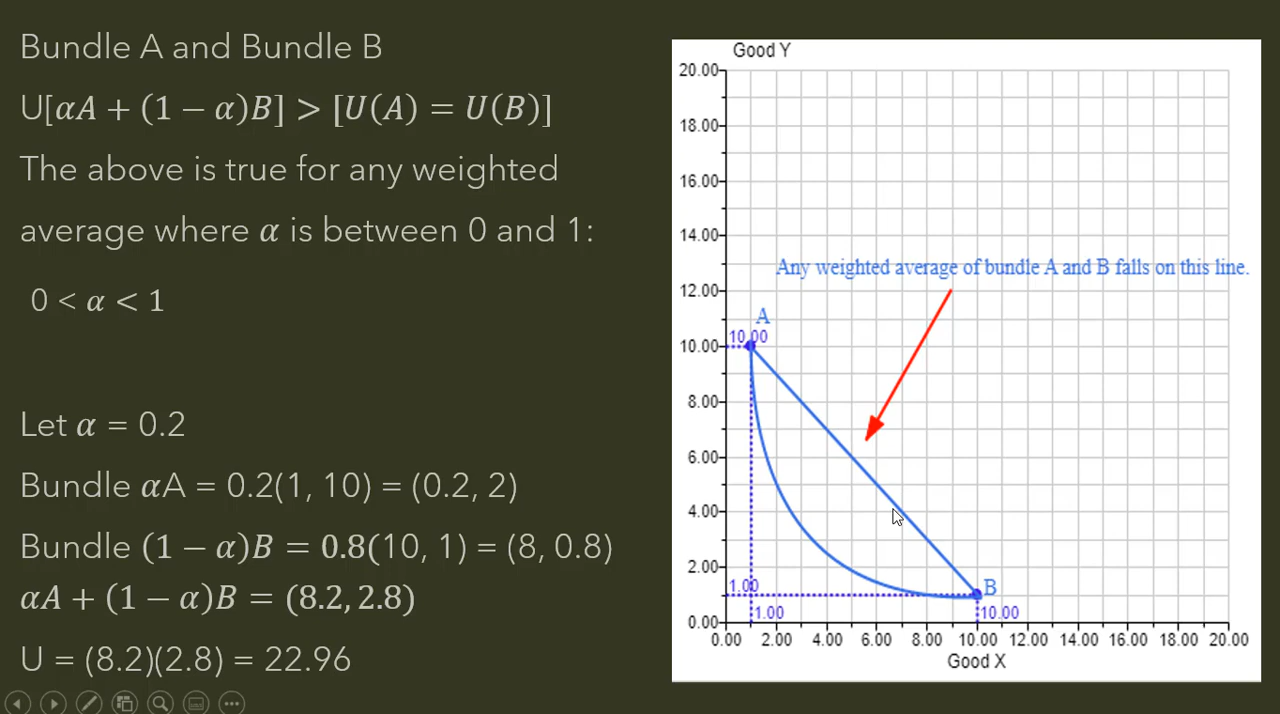 Bundle A and Bundle B
U[αA + (1 − α)B] > [U(A) = U(B)]
The above is true for any weighted
average where α is between 0 and 1:
0 < α < 1
Let α = 0.2
Bundle αA = 0.2(1, 10) = (0.2, 2)
Bundle (1 − α)B = 0.8(10, 1) = (8, 0.8)
αA + (1 − α)B = (8.2, 2.8)
U = (8.2)(2.8) = 22.96
Good Y
20.00
18.00
16.00
14.00
Any weighted average of bundle A and B falls on this line.
12.00
A
10.00
10.00
8.00
6.00
4.00
2.00
1.00
B
1.00
10.00
0.00
0.00 2.00 4.00 6.00 8.00 10.00 12.00 14.00 16.00 18.00 20.00
Good X